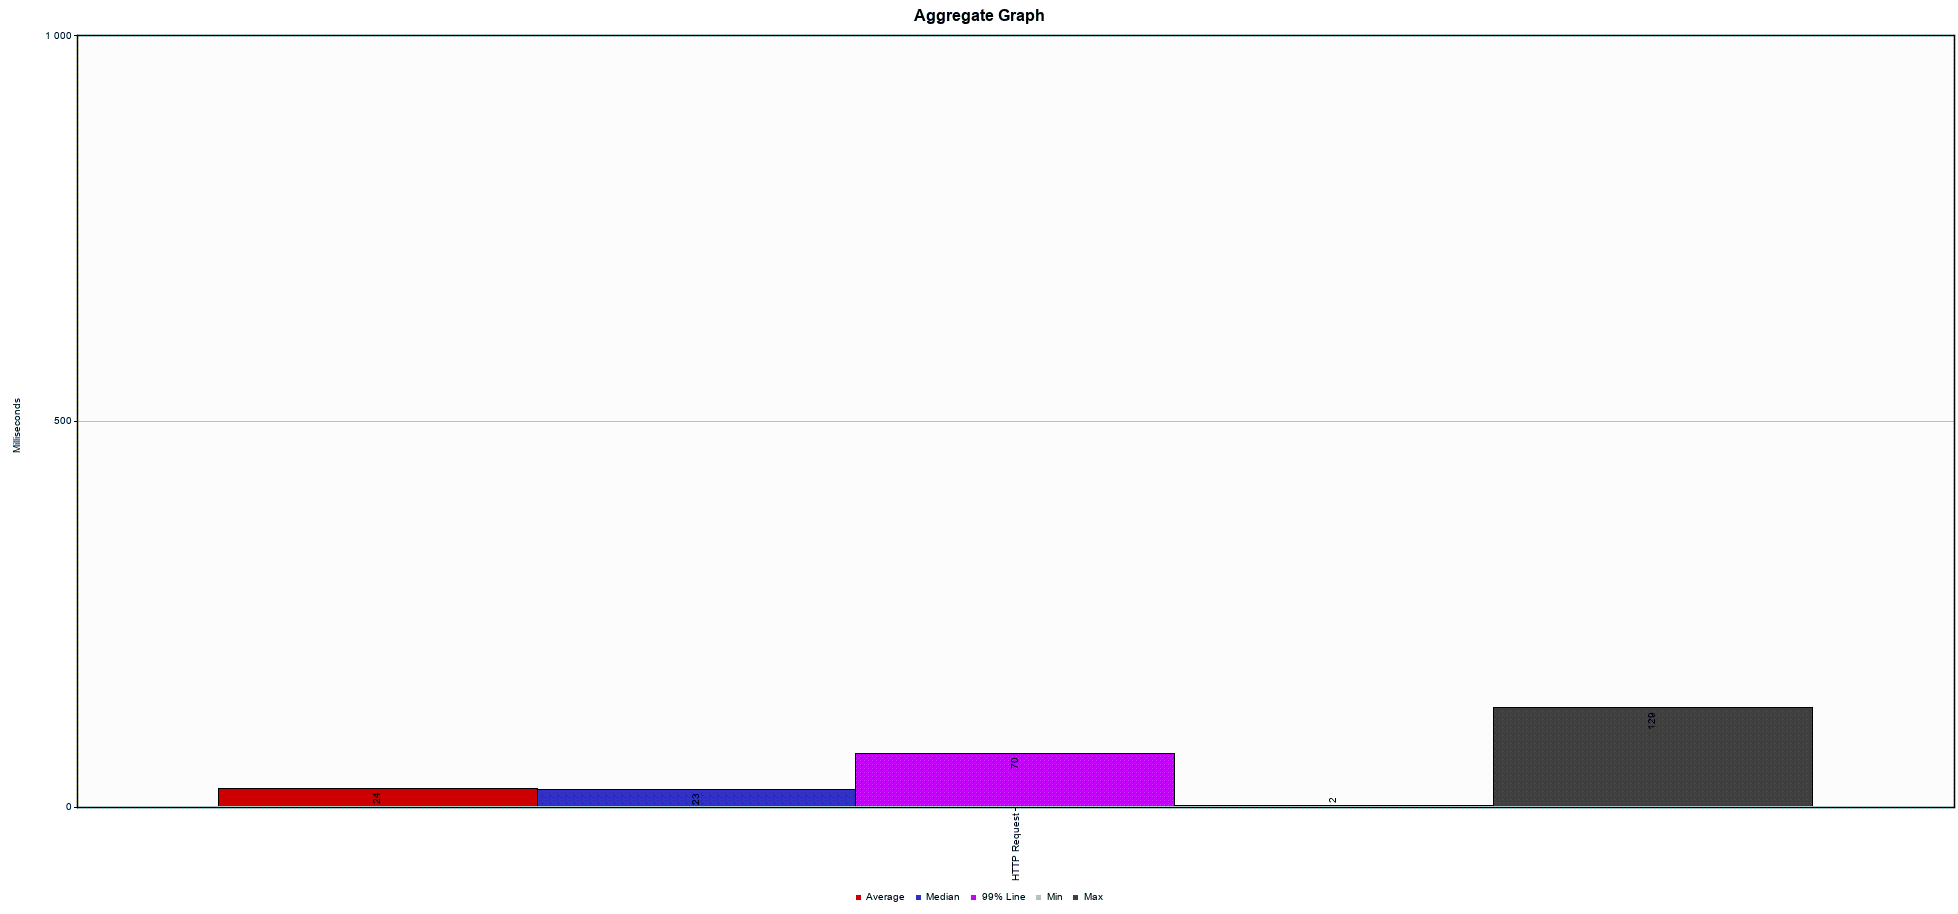 Aggregate Graph
1 000
500
0
Milliseconds
24
23
70
2
129
HTTP Request
Average Median 99% Line Min Max